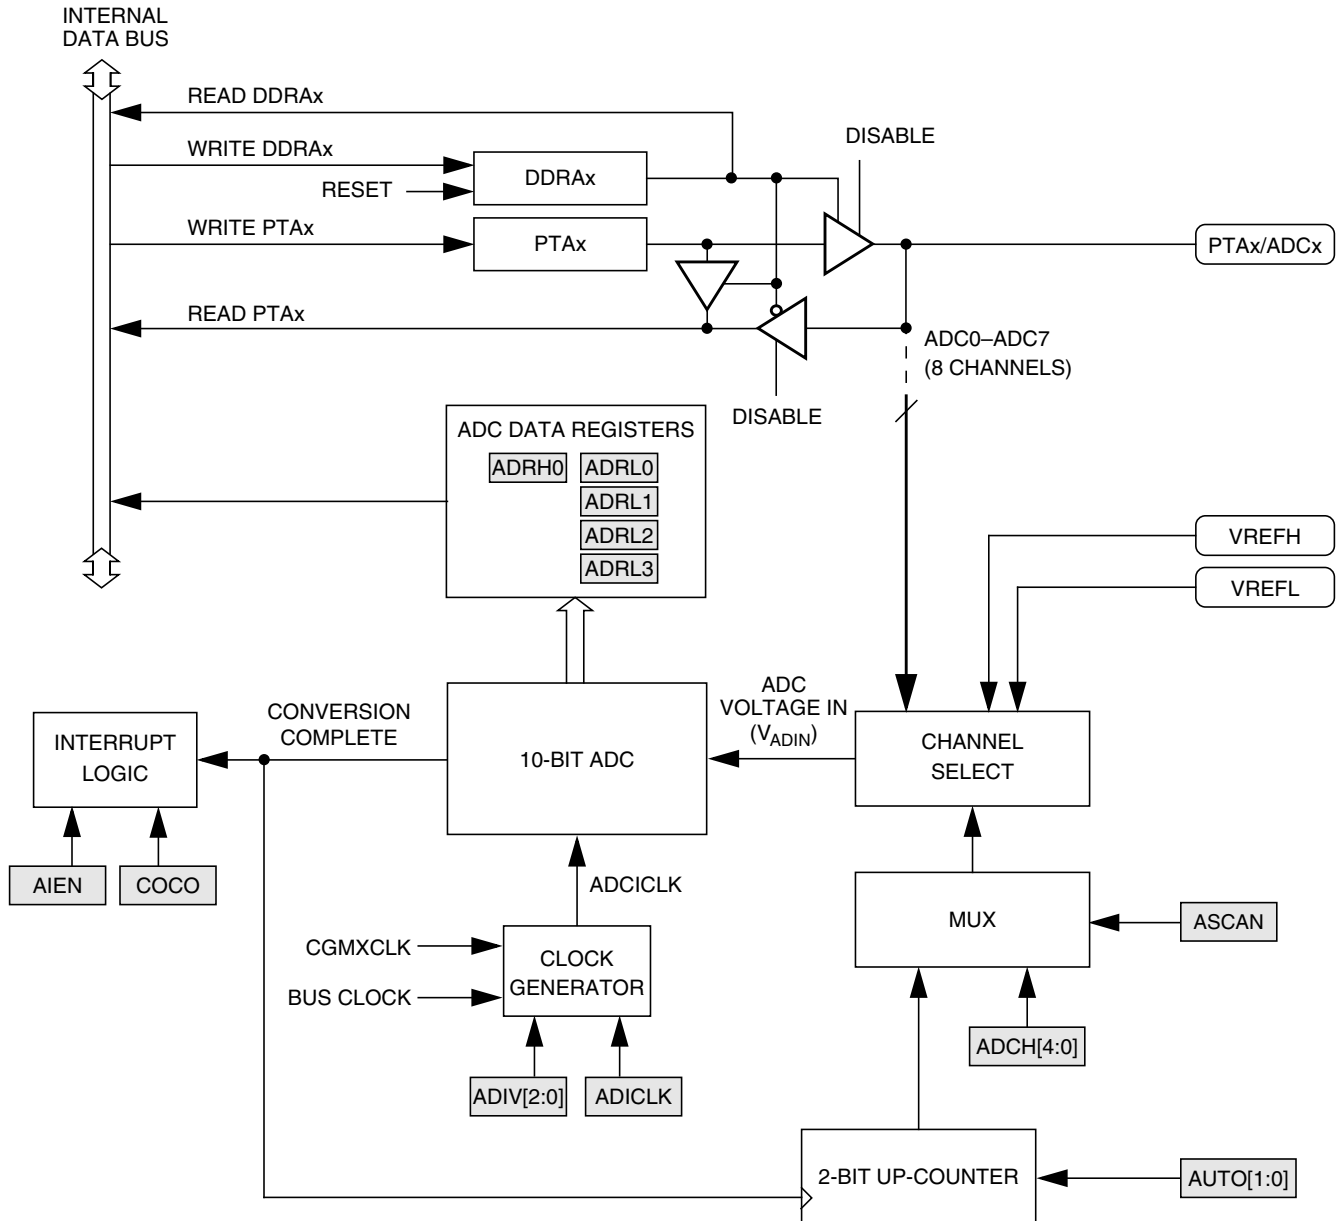 INTERNAL
DATA BUS
READ DDRAx
WRITE DDRAx
RESET
DDRAx
DISABLE
WRITE PTAx
PTAx
PTAx/ADCx
READ PTAx
DISABLE
ADC0–ADC7
(8 CHANNELS)
ADC DATA REGISTERS
ADRH0 ADRL0
ADRL1
ADRL2
ADRL3
VREFH
VREFL
INTERRUPT
LOGIC
CONVERSION
COMPLETE
10-BIT ADC
ADC
VOLTAGE IN
(VADIN)
CHANNEL
SELECT
AIEN
COCO
ADCICLK
MUX
ASCAN
CGMXCLK
BUS CLOCK
CLOCK
GENERATOR
ADCH[4:0]
ADIV[2:0]
ADICLK
2-BIT UP-COUNTER
AUTO[1:0]